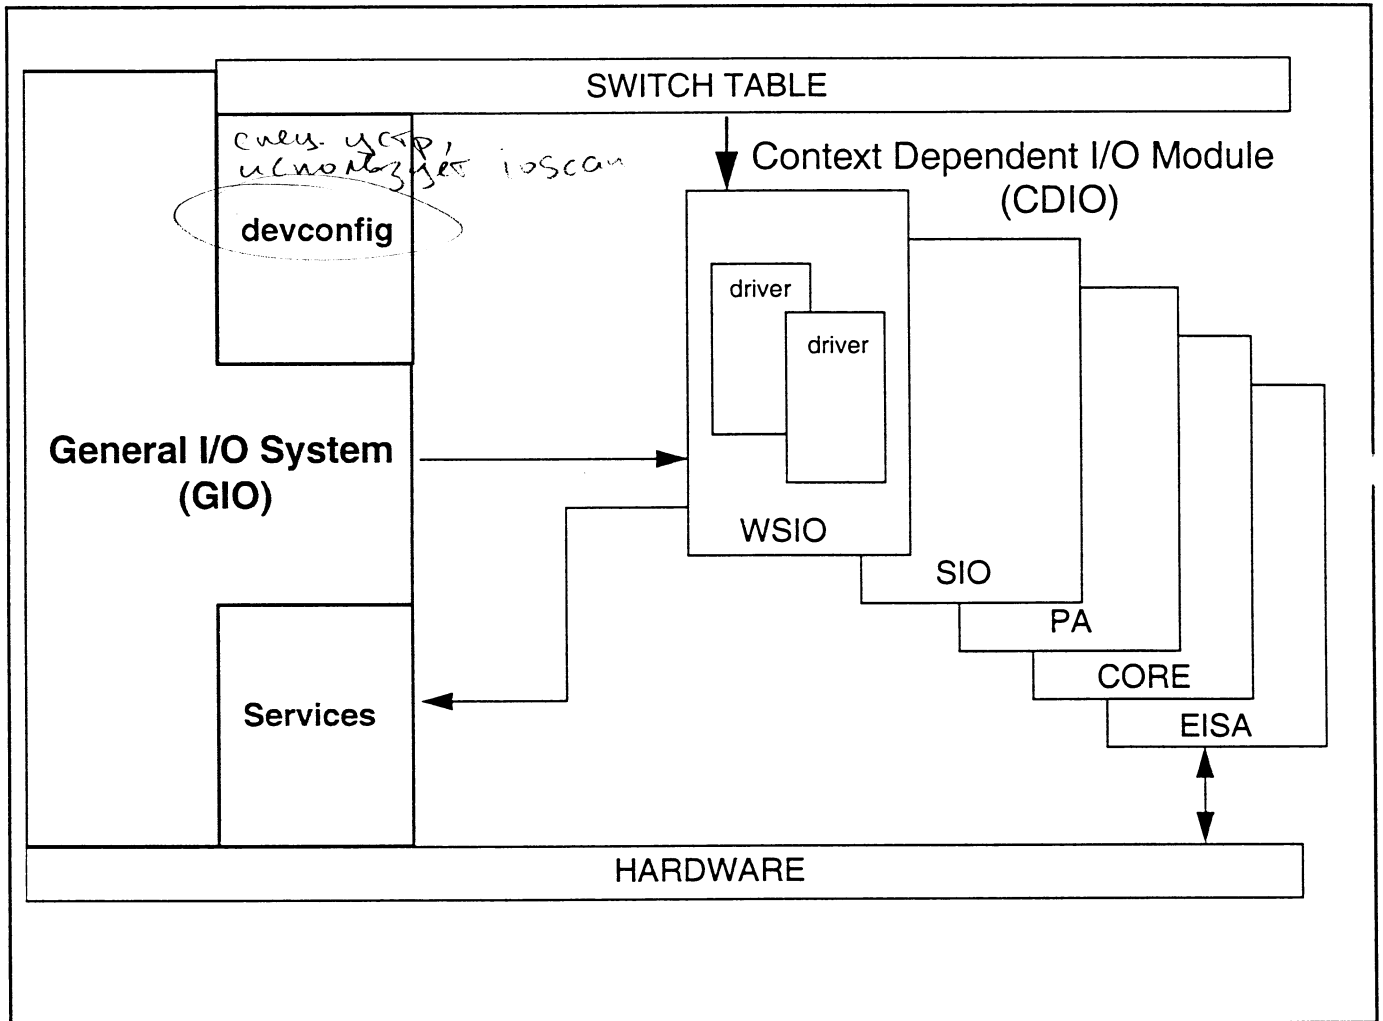 SWITCH TABLE
спец. устр,
использует ioscan
Context Dependent I/O Module
(CDIO)
devconfig
driver
driver
General I/O System
(GIO)
WSIO
SIO
PA
CORE
Services
EISA
HARDWARE